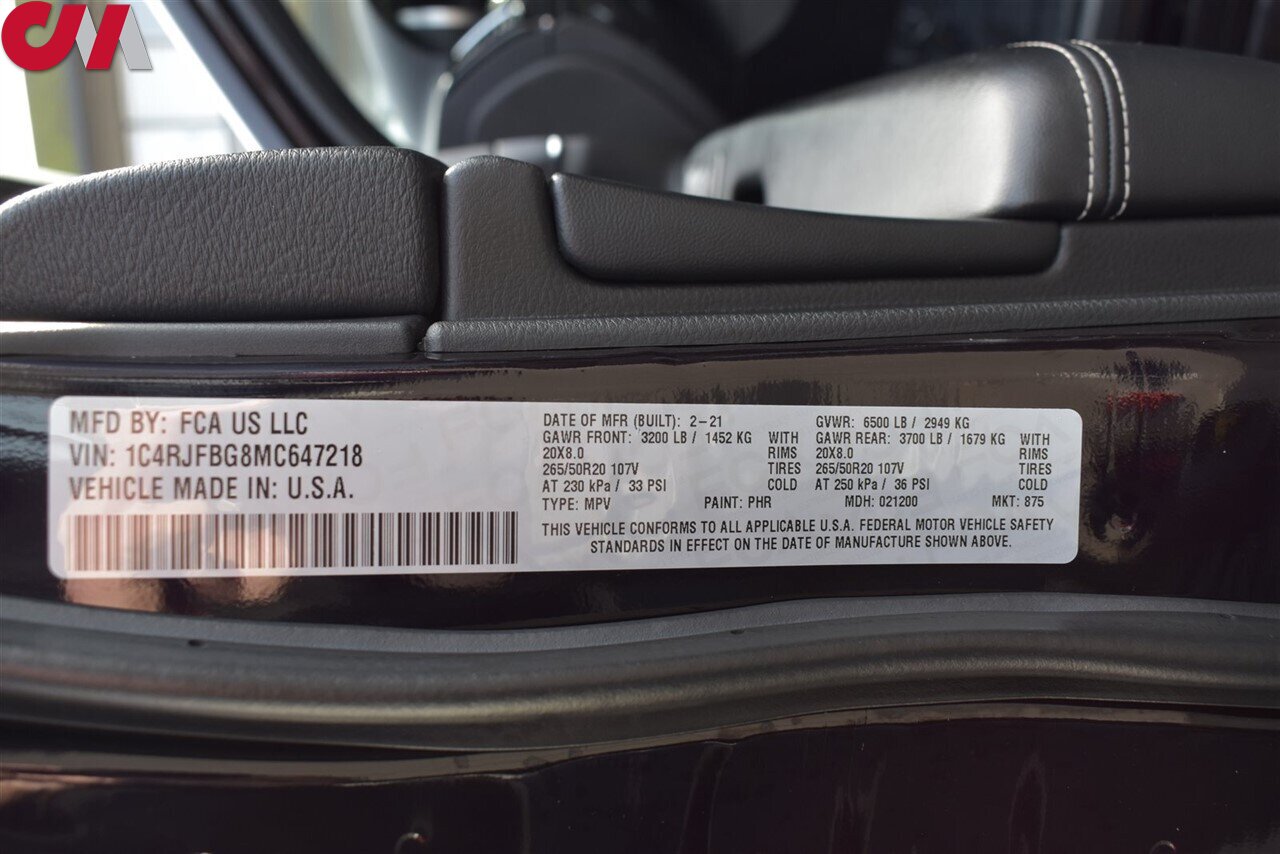 MFD BY: FCA US LLC
VIN: 1C4RJFBG8MC647218
VEHICLE MADE IN: U.S.A.
DATE OF MFR (BUILT): 2-21 GVWR: 6500 LB / 2949 KG
GAWR FRONT: 3200 LB / 1452 KG WITH GAWR REAR: 3700 LB / 1679 KG WITH
20X8.0 RIMS 20X8.0 RIMS
265/50R20 107V TIRES 265/50R20 107V TIRES
AT 230 kPa / 33 PSI COLD AT 250 kPa / 36 PSI COLD
TYPE: MPV PAINT: PHR MDH: 021200 MKT: 875
THIS VEHICLE CONFORMS TO ALL APPLICABLE U.S.A. FEDERAL MOTOR VEHICLE SAFETY
STANDARDS IN EFFECT ON THE DATE OF MANUFACTURE SHOWN ABOVE.